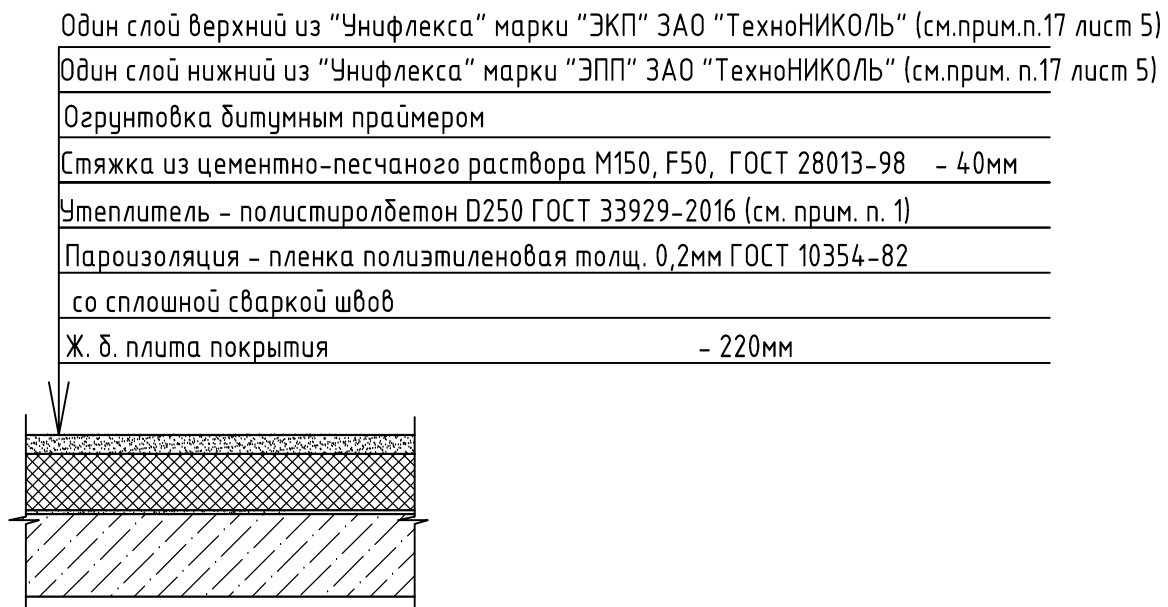 Один слой верхний из "Унифлекса" марки "ЭКП" ЗАО "ТехноНИКОЛЬ" (см.прим.п.17 лист 5)
Один слой нижний из "Унифлекса" марки "ЭПП" ЗАО "ТехноНИКОЛЬ" (см.прим. п.17 лист 5)
Огрунтовка битумным праймером
Стяжка из цементно-песчаного раствора М150, F50, ГОСТ 28013-98 - 40мм
Утеплитель - полистиролбетон D250 ГОСТ 33929-2016 (см. прим. п. 1)
Пароизоляция - пленка полиэтиленовая толщ. 0,2мм ГОСТ 10354-82
со сплошной сваркой швов
Ж. б. плита покрытия - 220мм